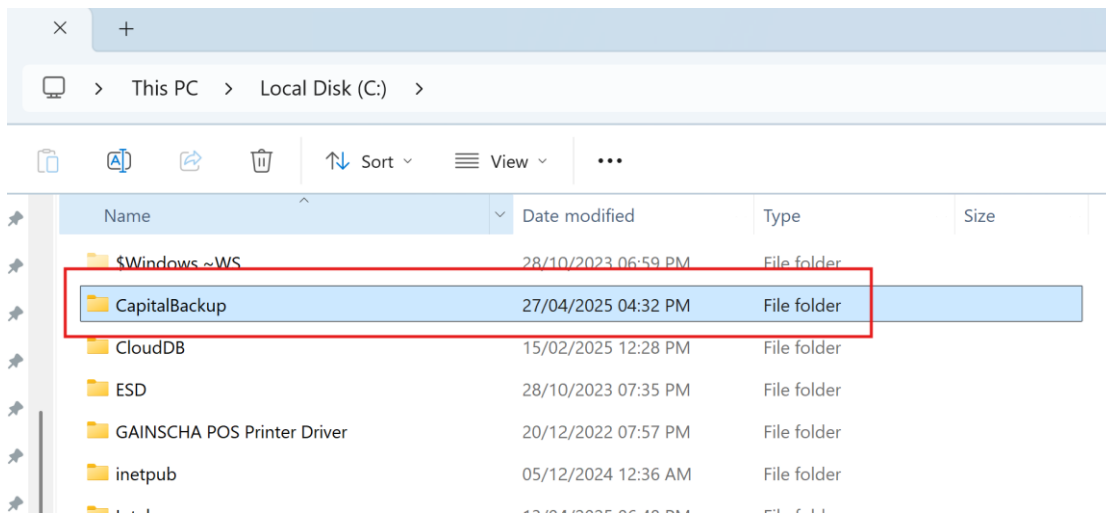 This PC > Local Disk (C:) >
Sort View
Name Date modified Type Size
$Windows.~WS 28/10/2023 06:59 PM File folder
CapitalBackup 27/04/2025 04:32 PM File folder
CloudDB 15/02/2025 12:28 PM File folder
ESD 28/10/2023 07:35 PM File folder
GAINSCHA POS Printer Driver 20/12/2022 07:57 PM File folder
inetpub 05/12/2024 12:36 AM File folder